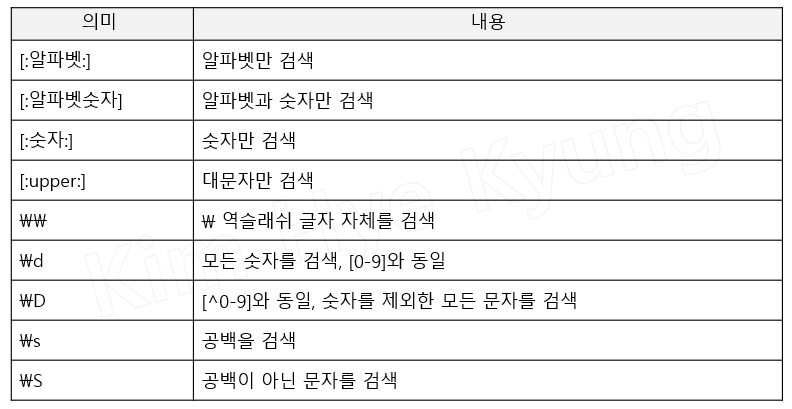 의미 내용
[:알파벳:] 알파벳만 검색
[:알파벳숫자] 알파벳과 숫자만 검색
[:숫자:] 숫자만 검색
[:upper:] 대문자만 검색
₩₩ ₩ 역슬래쉬 글자 자체를 검색
₩d 모든 숫자를 검색, [0-9]와 동일
₩D [^0-9]와 동일, 숫자를 제외한 모든 문자를 검색
₩s 공백을 검색
₩S 공백이 아닌 문자를 검색
Kim Hye Kyung